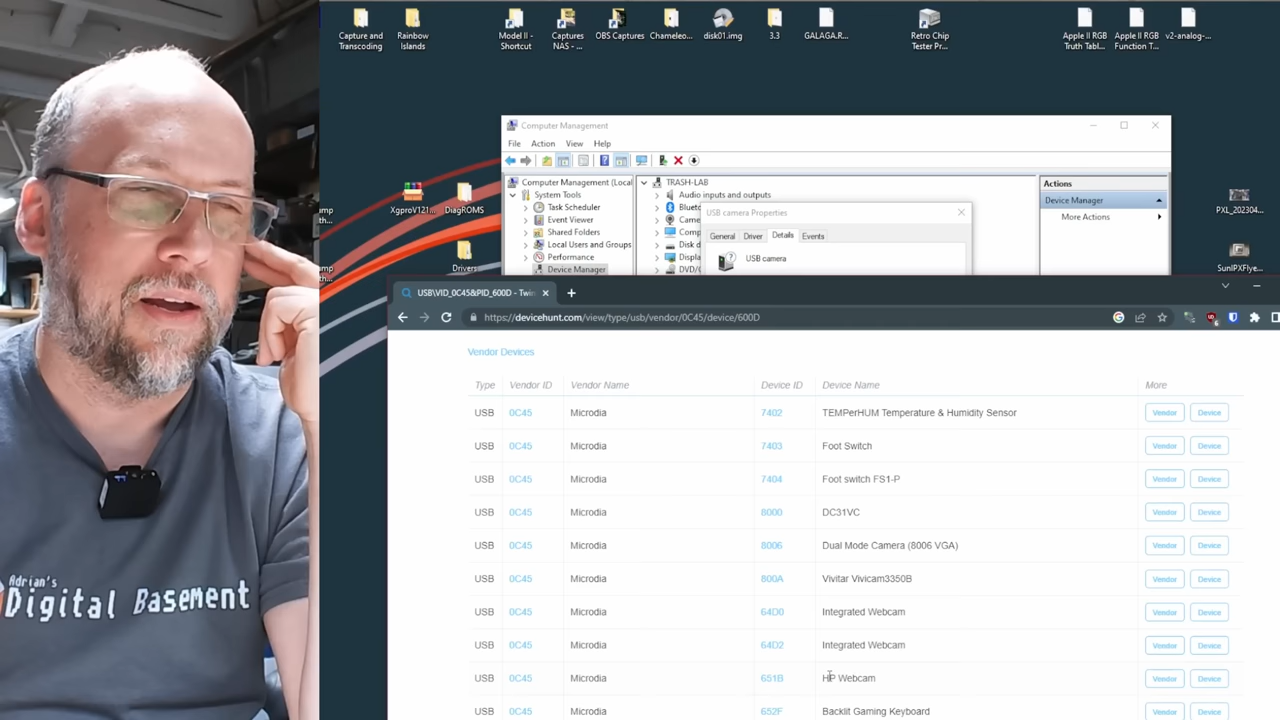 Capture and Transcoding
Rainbow Islands
Model II - Shortcut
Captures NAS - ...
OBS Captures
Chameleo...
disk01.img
3.3
GALAGA.R...
Retro Chip Tester Pr...
Apple II RGB Truth Tabl...
Apple II RGB Function T...
v2-analog-...
Computer Management
File Action View Help
Computer Management (Local
System Tools
Task Scheduler
Event Viewer
Shared Folders
Local Users and Groups
Performance
Device Manager
TRASH-LAB
Audio inputs and outputs
Blueto
Came
Comp
Disk d
Displa
DVD/C
Actions
Device Manager
More Actions
USB camera Properties
General Driver Details Events
USB camera
XgproV121...
DiagROMS
Drivers
PXL_202304...
SunIPXFlye...
USB\VID_0C45&PID_600D - Twin
https://devicehunt.com/view/type/usb/vendor/0C45/device/600D
Vendor Devices
Type Vendor ID Vendor Name Device ID Device Name More
USB 0C45 Microdia 7402 TEMPerHUM Temperature & Humidity Sensor Vendor Device
USB 0C45 Microdia 7403 Foot Switch Vendor Device
USB 0C45 Microdia 7404 Foot switch FS1-P Vendor Device
USB 0C45 Microdia 8000 DC31VC Vendor Device
USB 0C45 Microdia 8006 Dual Mode Camera (8006 VGA) Vendor Device
USB 0C45 Microdia 800A Vivitar Vivicam3350B Vendor Device
USB 0C45 Microdia 64D0 Integrated Webcam Vendor Device
USB 0C45 Microdia 64D2 Integrated Webcam Vendor Device
USB 0C45 Microdia 651B HP Webcam Vendor Device
USB 0C45 Microdia 652F Backlit Gaming Keyboard Vendor Device
Adrian's
Digital Basement